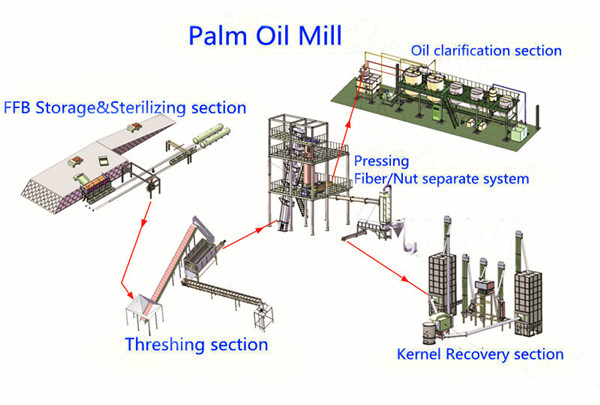 Palm Oil Mill
Oil clarification section
FFB Storage&Sterilizing section
Pressing
Fiber/Nut separate system
Threshing section
Kernel Recovery section